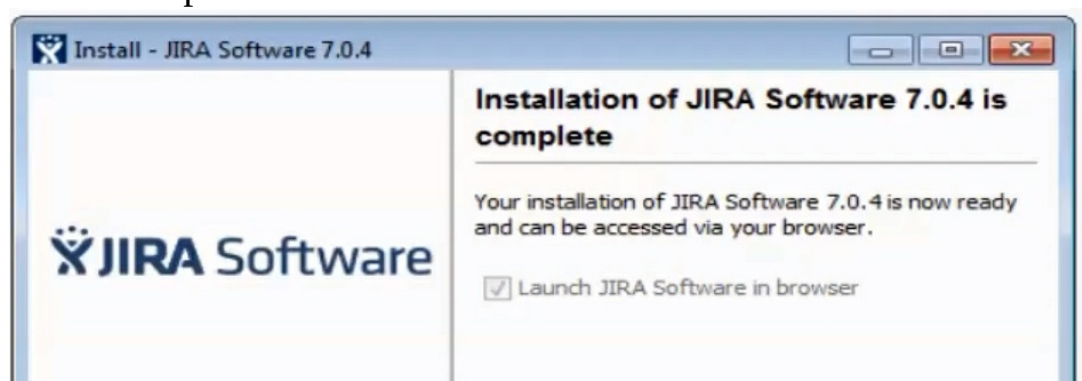 Install - JIRA Software 7.0.4
Installation of JIRA Software 7.0.4 is
complete
Your installation of JIRA Software 7.0.4 is now ready
and can be accessed via your browser.
JIRA Software
Launch JIRA Software in browser